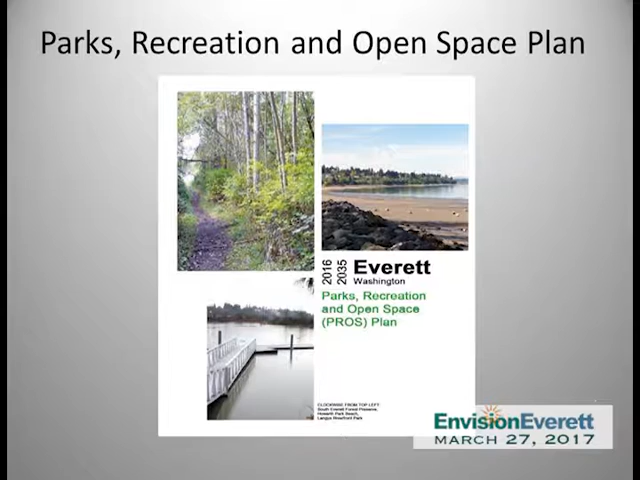 Parks, Recreation and Open Space Plan
2016
2035
Everett
Washington
Parks, Recreation
and Open Space
(PROS) Plan
CLOCKWISE FROM TOP LEFT:
South Everett Forest Preserve,
Howarth Park Beach,
Langus Riverfront Park
EnvisionEverett
MARCH 27, 2017